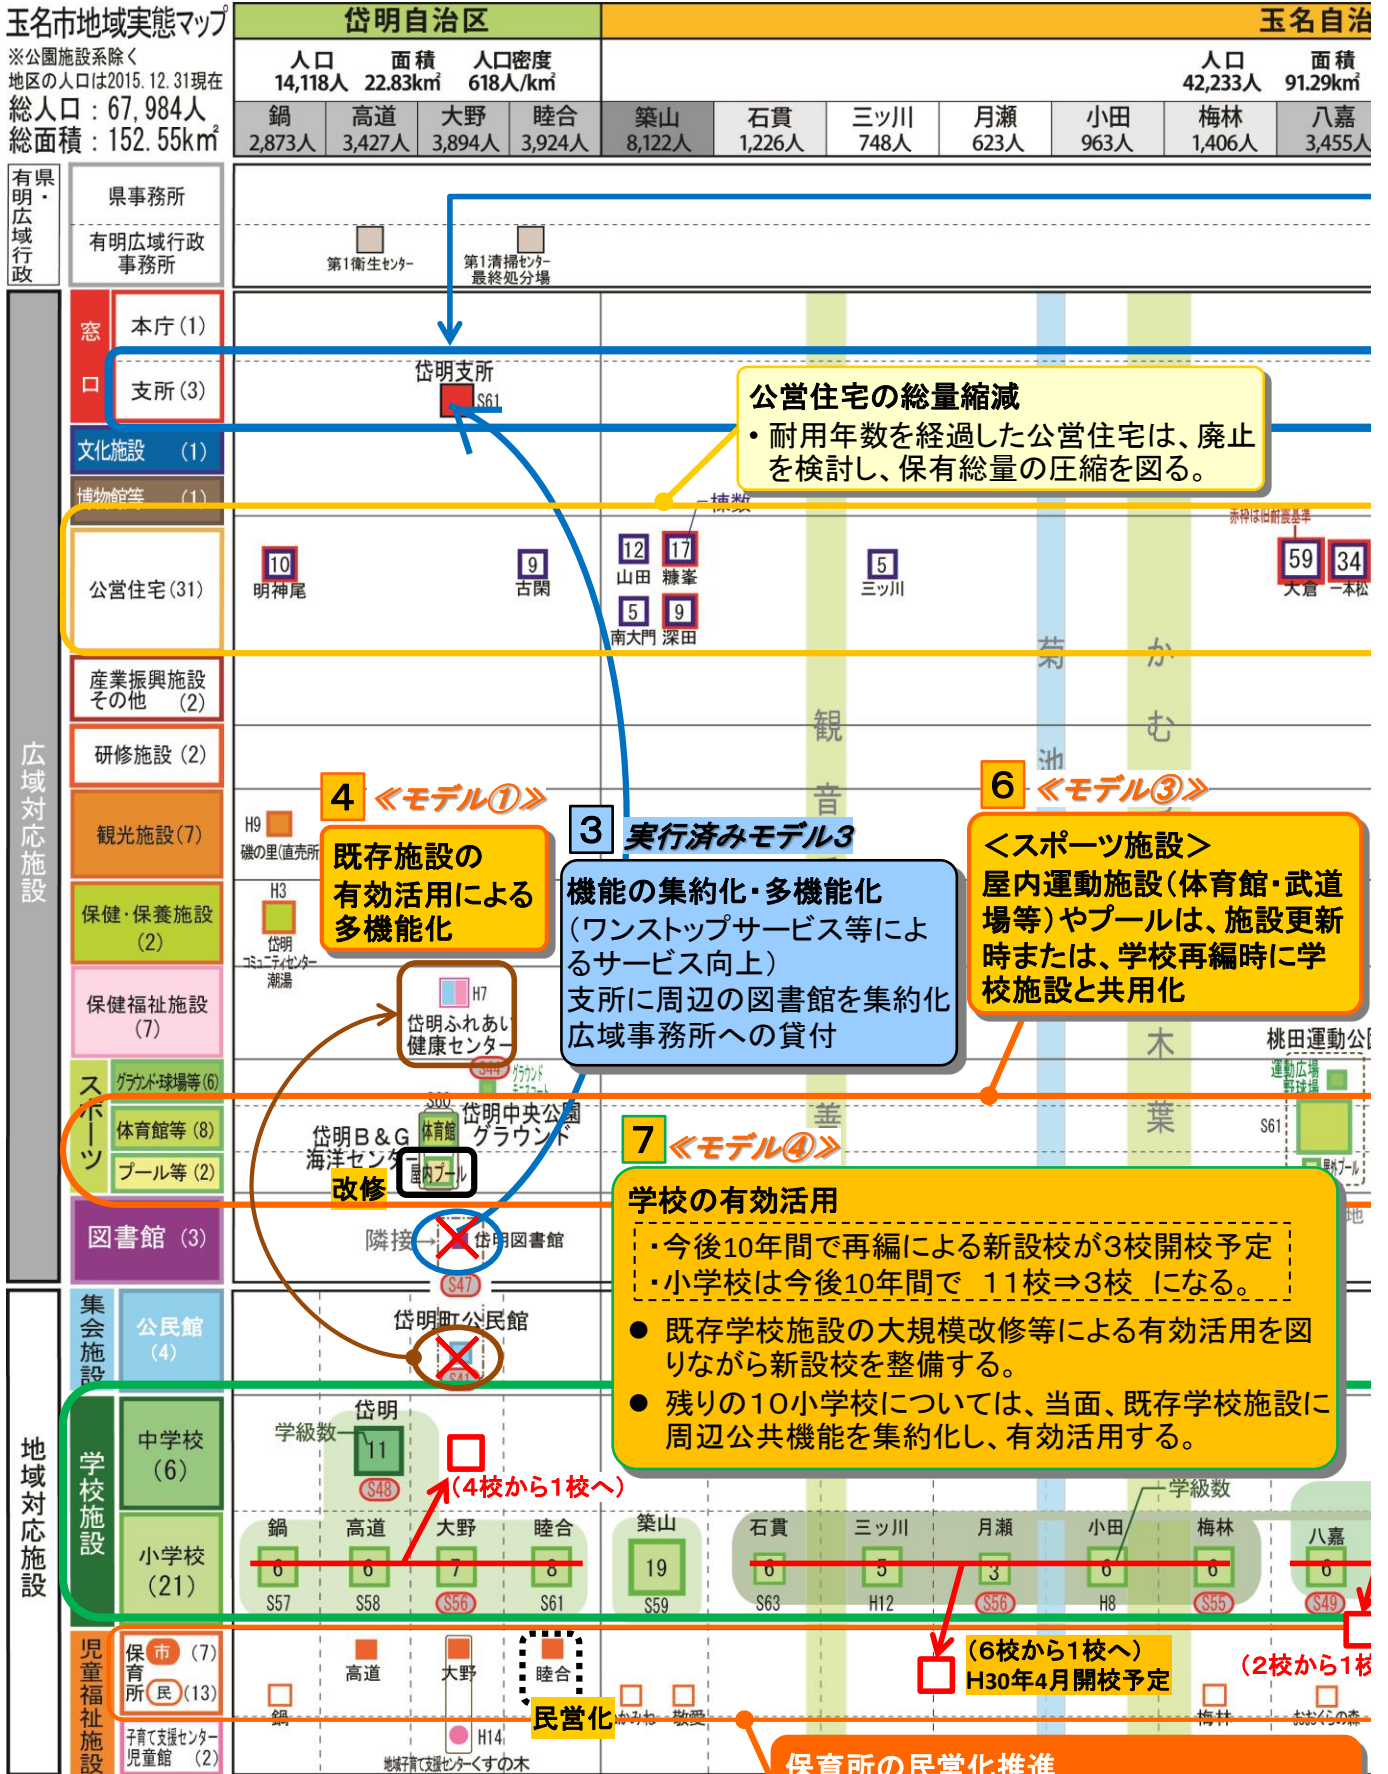 玉名市地域実態マップ
※公園施設系除く
地区の人口は2015.12.31現在
総人口：67,984人
総面積：152.55km²
岱明自治区
人口 面積 人口密度
14,118人 22.83km² 618人/km²
鍋 高道 大野 睦合
2,873人 3,427人 3,894人 3,924人
玉名自治
人口 面積
42,233人 91.29km²
築山 石貫 三ッ川 月瀬 小田 梅林 八嘉
8,122人 1,226人 748人 623人 963人 1,406人 3,455人
県・有明広域行政
県事務所
有明広域行政
事務所
第1衛生センター
第1清掃センター
最終処分場
広域対応施設
窓口
本庁(1)
支所(3)
岱明支所
S61
公営住宅の総量縮減
・耐用年数を経過した公営住宅は、廃止
を検討し、保有総量の圧縮を図る。
文化施設 (1)
博物館等 (1)
棟数
赤枠は旧耐震基準
公営住宅(31)
10
明神尾
9
古閑
12
山田
17
糠峯
5
南大門
9
深田
5
三ッ川
59
大倉
34
一本松
産業振興施設
その他 (2)
研修施設(2)
観音
菊池
かむ
木葉
善
4 ≪モデル①≫
既存施設の
有効活用による
多機能化
3 実行済みモデル3
機能の集約化・多機能化
（ワンストップサービス等によ
るサービス向上）
支所に周辺の図書館を集約化
広域事務所への貸付
6 ≪モデル③≫
＜スポーツ施設＞
屋内運動施設（体育館・武道
場等）やプールは、施設更新
時または、学校再編時に学
校施設と共用化
観光施設(7)
H9
磯の里(直売所
保健・保養施設
(2)
H3
岱明
コミュニティセンター
潮湯
保健福祉施設
(7)
H7
岱明ふれあい
健康センター
スポーツ
グラウンド・球場等(6)
体育館等(8)
プール等(2)
S44
グラウンド
テニスコート
岱明中央公園
グラウンド
S60
体育館
岱明Ｂ＆Ｇ
海洋センター
屋内プール
改修
桃田運動公
運動広場
野球場
S61
屋外プール
地
図書館(3)
隣接→
岱明図書館
S47
7 ≪モデル④≫
学校の有効活用
・今後10年間で再編による新設校が3校開校予定
・小学校は今後10年間で 11校⇒3校 になる。
● 既存学校施設の大規模改修等による有効活用を図
りながら新設校を整備する。
● 残りの10小学校については、当面、既存学校施設に
周辺公共機能を集約化し、有効活用する。
地域対応施設
集会施設
公民館
(4)
岱明町公民館
S41
学校施設
中学校
(6)
学級数
岱明
11
S48
(4校から1校へ)
学級数
小学校
(21)
鍋 高道 大野 睦合 築山 石貫 三ッ川 月瀬 小田 梅林 八嘉
6 6 7 8 19 6 5 3 6 6 6
S57 S58 S56 S61 S59 S63 H12 S56 H8 S55 S49
(6校から1校へ)
H30年4月開校予定
(2校から1校
児童福祉施設
保育所
市 (7)
民 (13)
高道 大野 睦合
鍋
民営化
敬愛
梅林
おおくらの森
子育て支援センター
児童館 (2)
H14
地域子育て支援センターくすの木
保育所の民営化推進